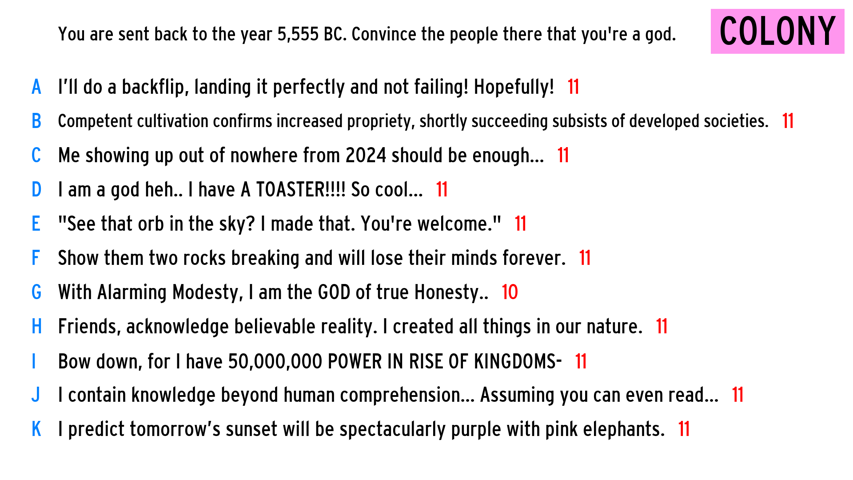 You are sent back to the year 5,555 BC. Convince the people there that you're a god.
COLONY
A I’ll do a backflip, landing it perfectly and not failing! Hopefully! 11
B Competent cultivation confirms increased propriety, shortly succeeding subsists of developed societies. 11
C Me showing up out of nowhere from 2024 should be enough... 11
D I am a god heh.. I have A TOASTER!!!! So cool... 11
E "See that orb in the sky? I made that. You're welcome." 11
F Show them two rocks breaking and will lose their minds forever. 11
G With Alarming Modesty, I am the GOD of true Honesty.. 10
H Friends, acknowledge believable reality. I created all things in our nature. 11
I Bow down, for I have 50,000,000 POWER IN RISE OF KINGDOMS- 11
J I contain knowledge beyond human comprehension... Assuming you can even read... 11
K I predict tomorrow’s sunset will be spectacularly purple with pink elephants. 11